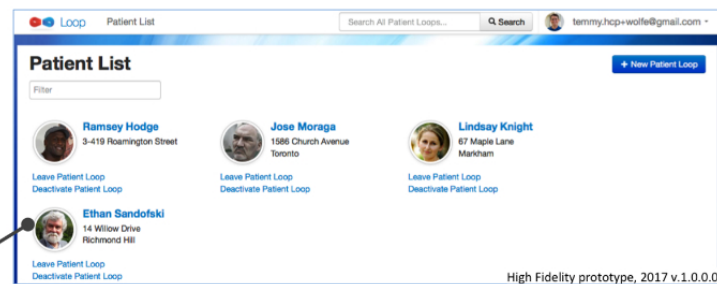 Loop Patient List Search All Patient Loops... Search temmy.hcp+wolfe@gmail.com
Patient List
+ New Patient Loop
Filter
Ramsey Hodge
3-419 Roamington Street
Leave Patient Loop
Deactivate Patient Loop
Jose Moraga
1586 Church Avenue
Toronto
Leave Patient Loop
Deactivate Patient Loop
Lindsay Knight
67 Maple Lane
Markham
Leave Patient Loop
Deactivate Patient Loop
Ethan Sandofski
14 Willow Drive
Richmond Hill
Leave Patient Loop
Deactivate Patient Loop
High Fidelity prototype, 2017 v.1.0.0.0